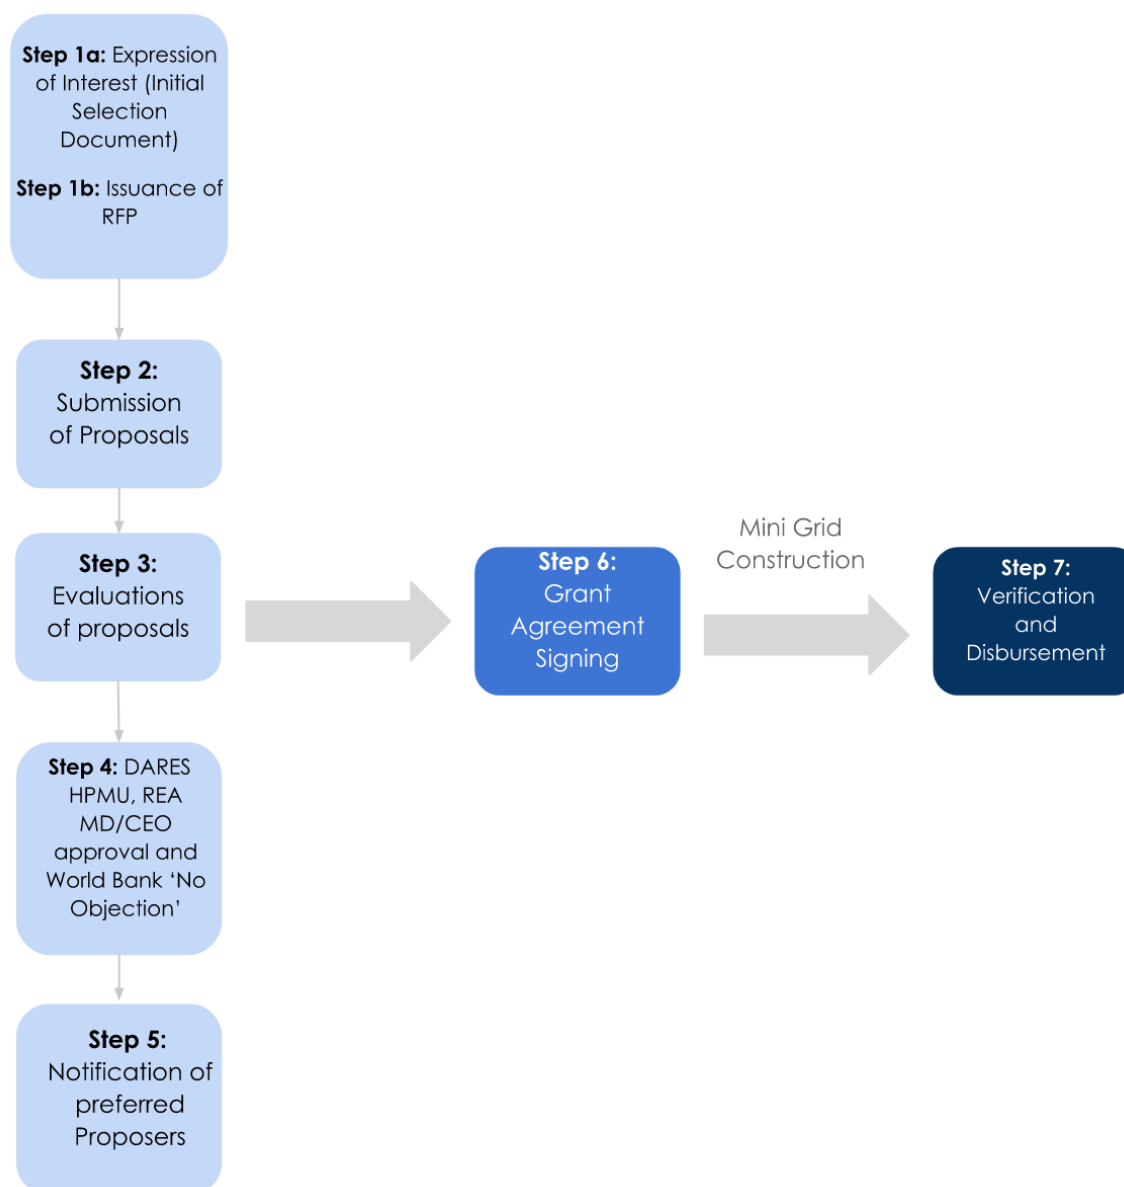 Step 1a: Expression
of Interest (Initial
Selection
Document)
Step 1b: Issuance of
RFP
Step 2:
Submission
of Proposals
Step 3:
Evaluations
of proposals
Step 4: DARES
HPMU, REA
MD/CEO
approval and
World Bank ‘No
Objection’
Step 5:
Notification of
preferred
Proposers
Step 6:
Grant
Agreement
Signing
Mini Grid
Construction
Step 7:
Verification
and
Disbursement